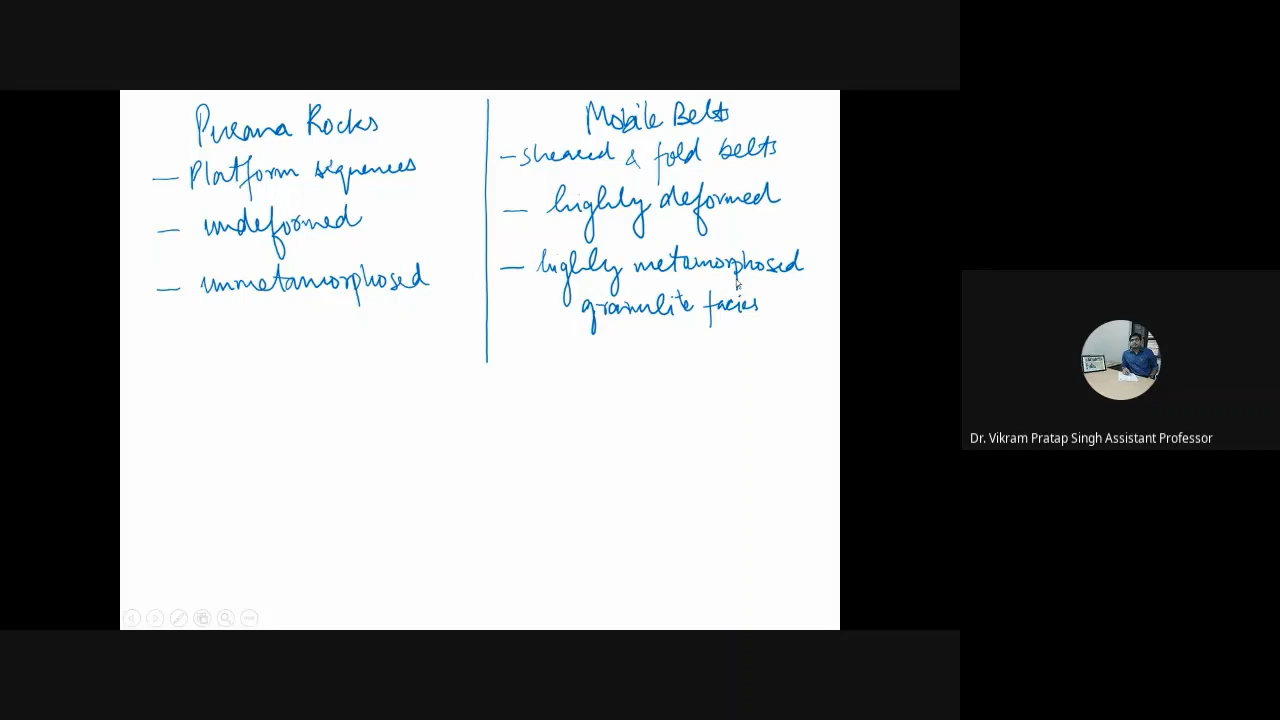 Purana Rocks
— Platform sequences
— undeformed
— unmetamorphosed
Mobile Belts
— sheared & fold belts
— highly deformed
— highly metamorphosed
granulite facies
Dr. Vikram Pratap Singh Assistant Professor